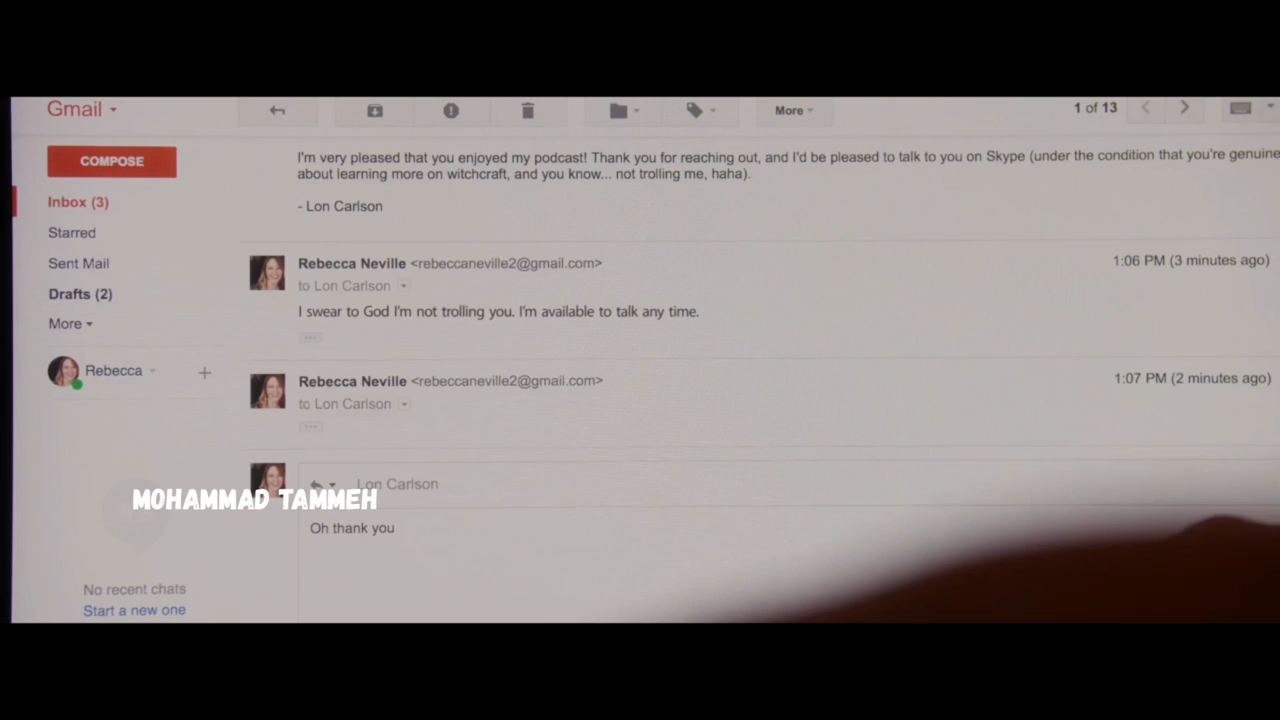 Gmail
1 of 13
More
COMPOSE
Inbox (3)
Starred
Sent Mail
Drafts (2)
More
Rebecca
I'm very pleased that you enjoyed my podcast! Thank you for reaching out, and I'd be pleased to talk to you on Skype (under the condition that you're genuine
about learning more on witchcraft, and you know... not trolling me, haha).
- Lon Carlson
Rebecca Neville <rebeccaneville2@gmail.com>
1:06 PM (3 minutes ago)
to Lon Carlson
I swear to God I'm not trolling you. I'm available to talk any time.
Rebecca Neville <rebeccaneville2@gmail.com>
1:07 PM (2 minutes ago)
to Lon Carlson
Lon Carlson
MOHAMMAD TAMMEH
Oh thank you
No recent chats
Start a new one